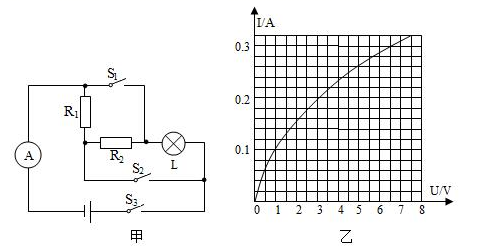 S₁
R₁
A
R₂
L
S₂
S₃
甲
I/A
0.3
0.2
0.1
0 1 2 3 4 5 6 7 8
U/V
乙